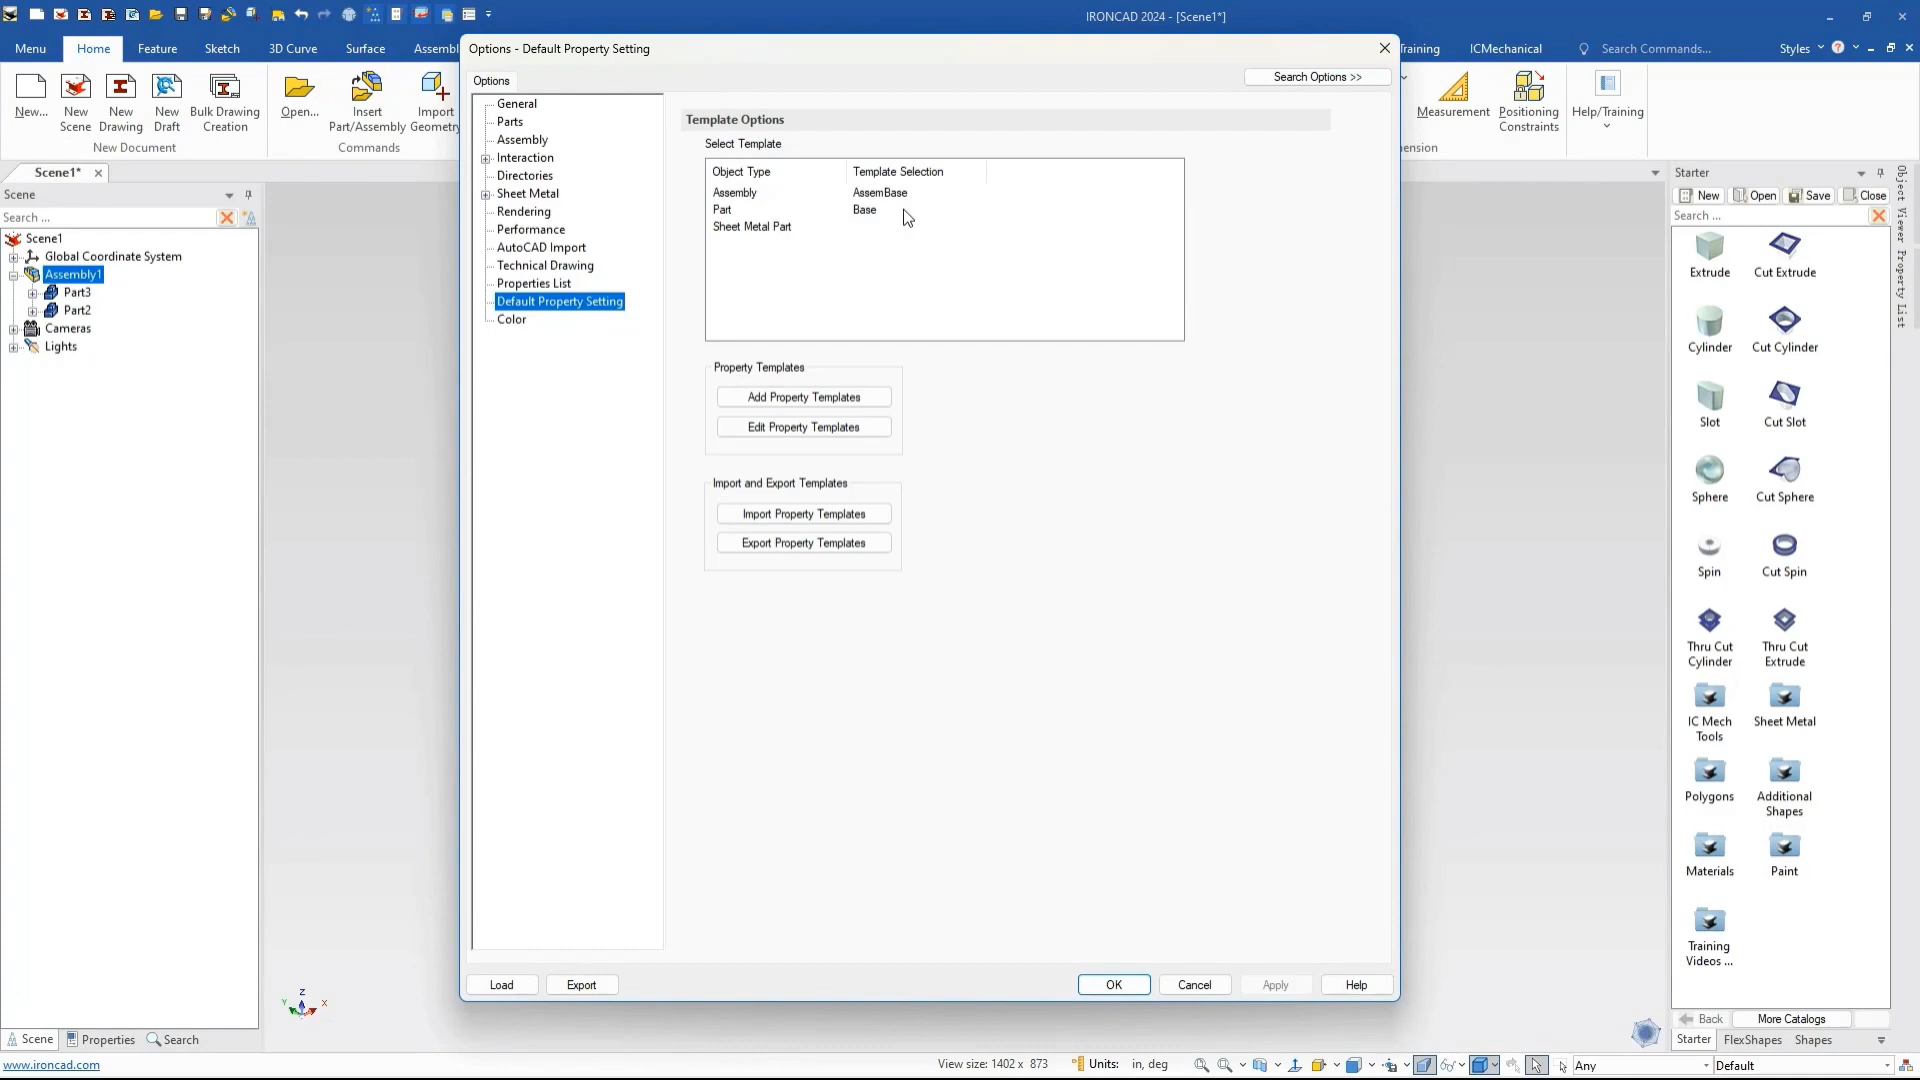 IRONCAD 2024 - [Scene1*]
Menu
Home
Feature
Sketch
3D Curve
Surface
Assembl
Training
ICMechanical
Search Commands...
Styles
New...
New
Scene
New
Drawing
New
Draft
Bulk Drawing
Creation
Open...
Insert
Part/Assembly
Import
Geometry
Measurement
Positioning
Constraints
Help/Training
New Document
Commands
ension
Scene1*
Scene
Search ...
Scene1
Global Coordinate System
Assembly1
Part3
Part2
Cameras
Lights
Options - Default Property Setting
Options
Search Options >>
General
Parts
Assembly
Interaction
Directories
Sheet Metal
Rendering
Performance
AutoCAD Import
Technical Drawing
Properties List
Default Property Setting
Color
Template Options
Select Template
Object Type Template Selection
Assembly AssemBase
Part Base
Sheet Metal Part
Property Templates
Add Property Templates
Edit Property Templates
Import and Export Templates
Import Property Templates
Export Property Templates
Load
Export
OK
Cancel
Apply
Help
Starter
New
Open
Save
Close
Search ...
Extrude
Cut Extrude
Cylinder
Cut Cylinder
Slot
Cut Slot
Sphere
Cut Sphere
Spin
Cut Spin
Thru Cut
Cylinder
Thru Cut
Extrude
IC Mech
Tools
Sheet Metal
Polygons
Additional
Shapes
Materials
Paint
Training
Videos ...
Back
More Catalogs
Starter
FlexShapes
Shapes
Object Viewer
Property List
Z
Y
X
Scene
Properties
Search
www.ironcad.com
View size: 1402 x 873
Units: in, deg
Any
Default